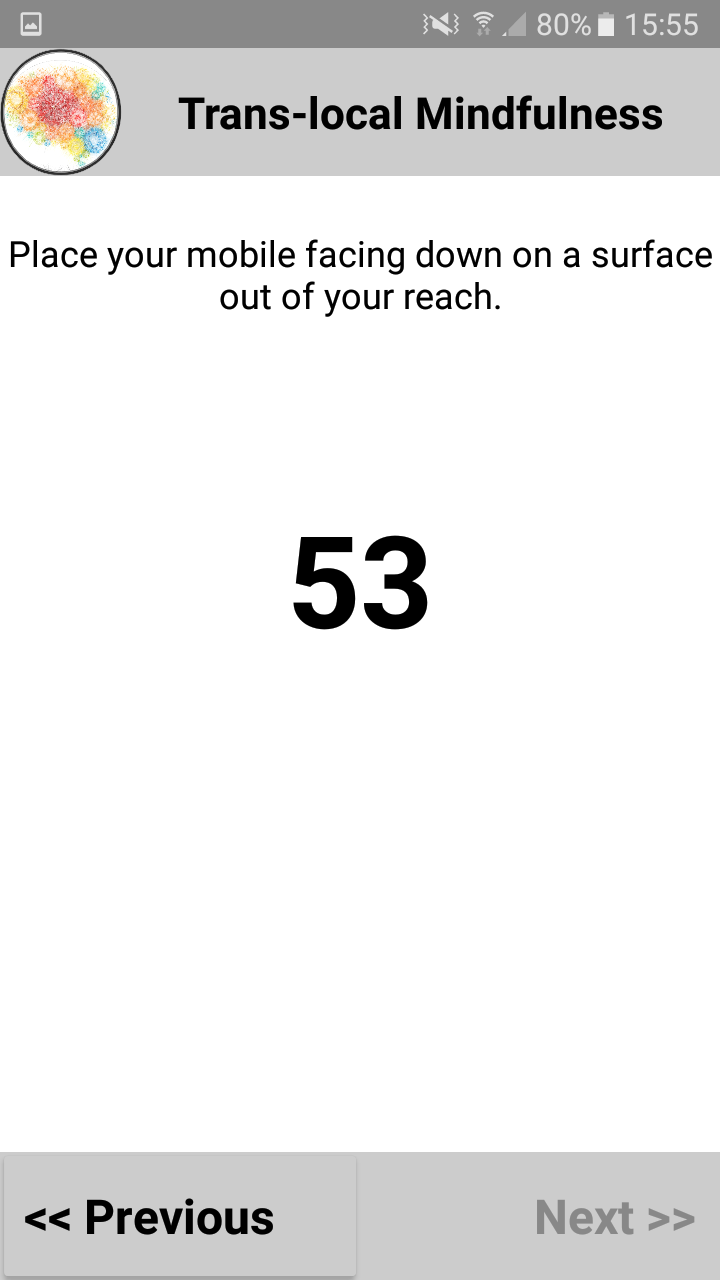 80% 15:55
Trans-local Mindfulness
Place your mobile facing down on a surface
out of your reach.
53
<< Previous
Next >>